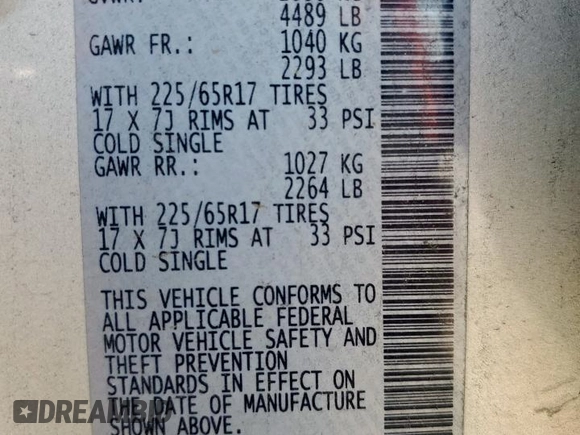 4489 LB
GAWR FR.: 1040 KG
2293 LB
WITH 225/65R17 TIRES
17 X 7J RIMS AT 33 PSI
COLD SINGLE
GAWR RR.: 1027 KG
2264 LB
WITH 225/65R17 TIRES
17 X 7J RIMS AT 33 PSI
COLD SINGLE
THIS VEHICLE CONFORMS TO
ALL APPLICABLE FEDERAL
MOTOR VEHICLE SAFETY AND
THEFT PREVENTION
STANDARDS IN EFFECT ON
THE DATE OF MANUFACTURE
SHOWN ABOVE.